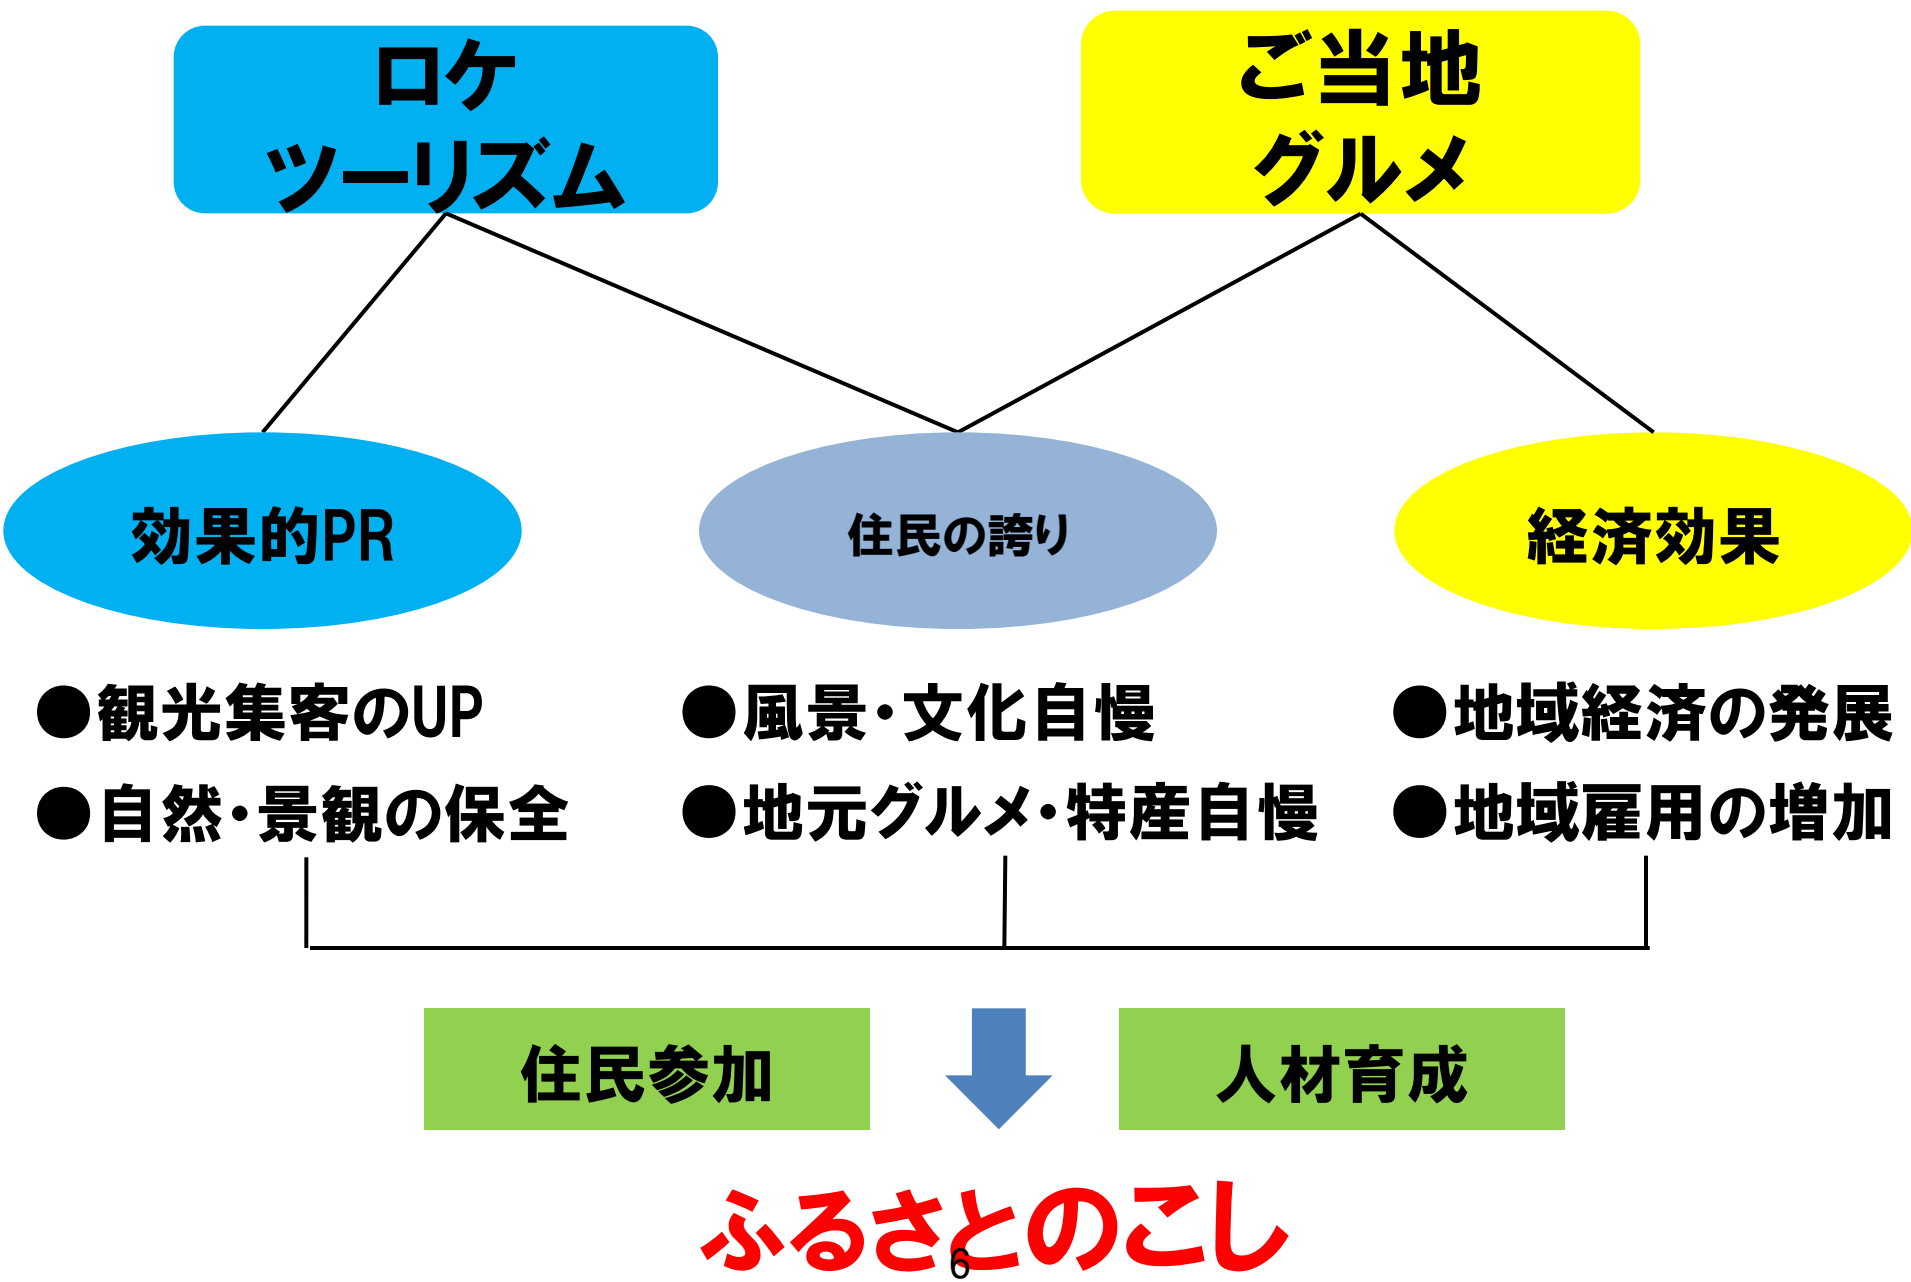 ロケ
ツーリズム
ご当地
グルメ
効果的PR
住民の誇り
経済効果
●観光集客のUP
●自然・景観の保全
●風景・文化自慢
●地元グルメ・特産自慢
●地域経済の発展
●地域雇用の増加
住民参加
人材育成
ふるさとのこし
6